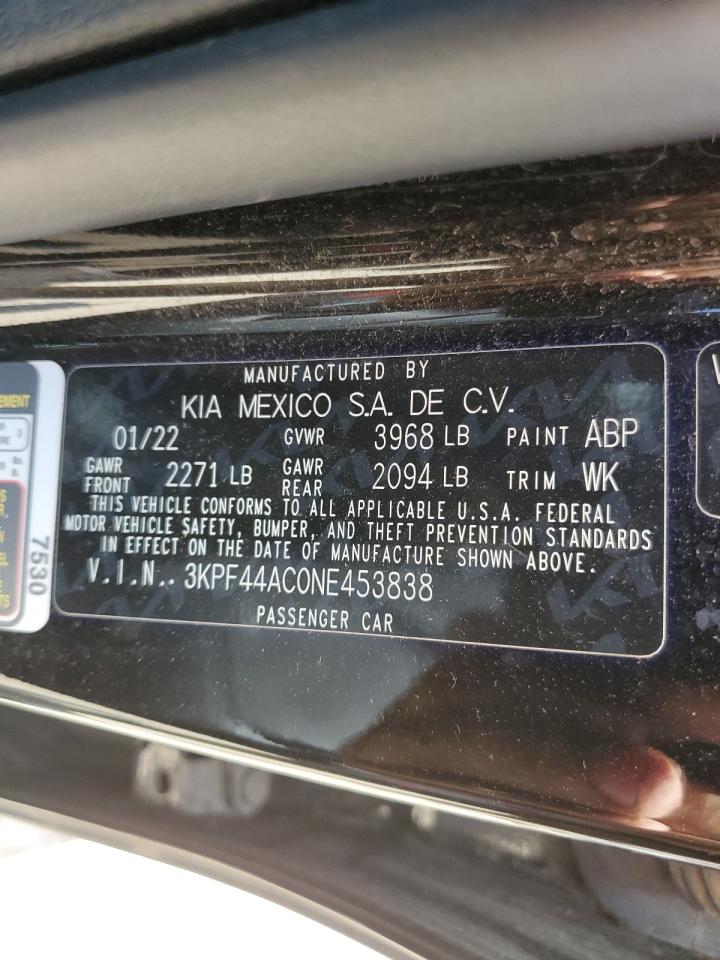 MANUFACTURED BY
KIA MEXICO S.A. DE C.V.
01/22 GVWR 3968 LB PAINT ABP
GAWR FRONT 2271 LB GAWR REAR 2094 LB TRIM WK
THIS VEHICLE CONFORMS TO ALL APPLICABLE U.S.A. FEDERAL
MOTOR VEHICLE SAFETY, BUMPER, AND THEFT PREVENTION STANDARDS
IN EFFECT ON THE DATE OF MANUFACTURE SHOWN ABOVE.
V.I.N.. 3KPF44AC0NE453838
PASSENGER CAR
7530